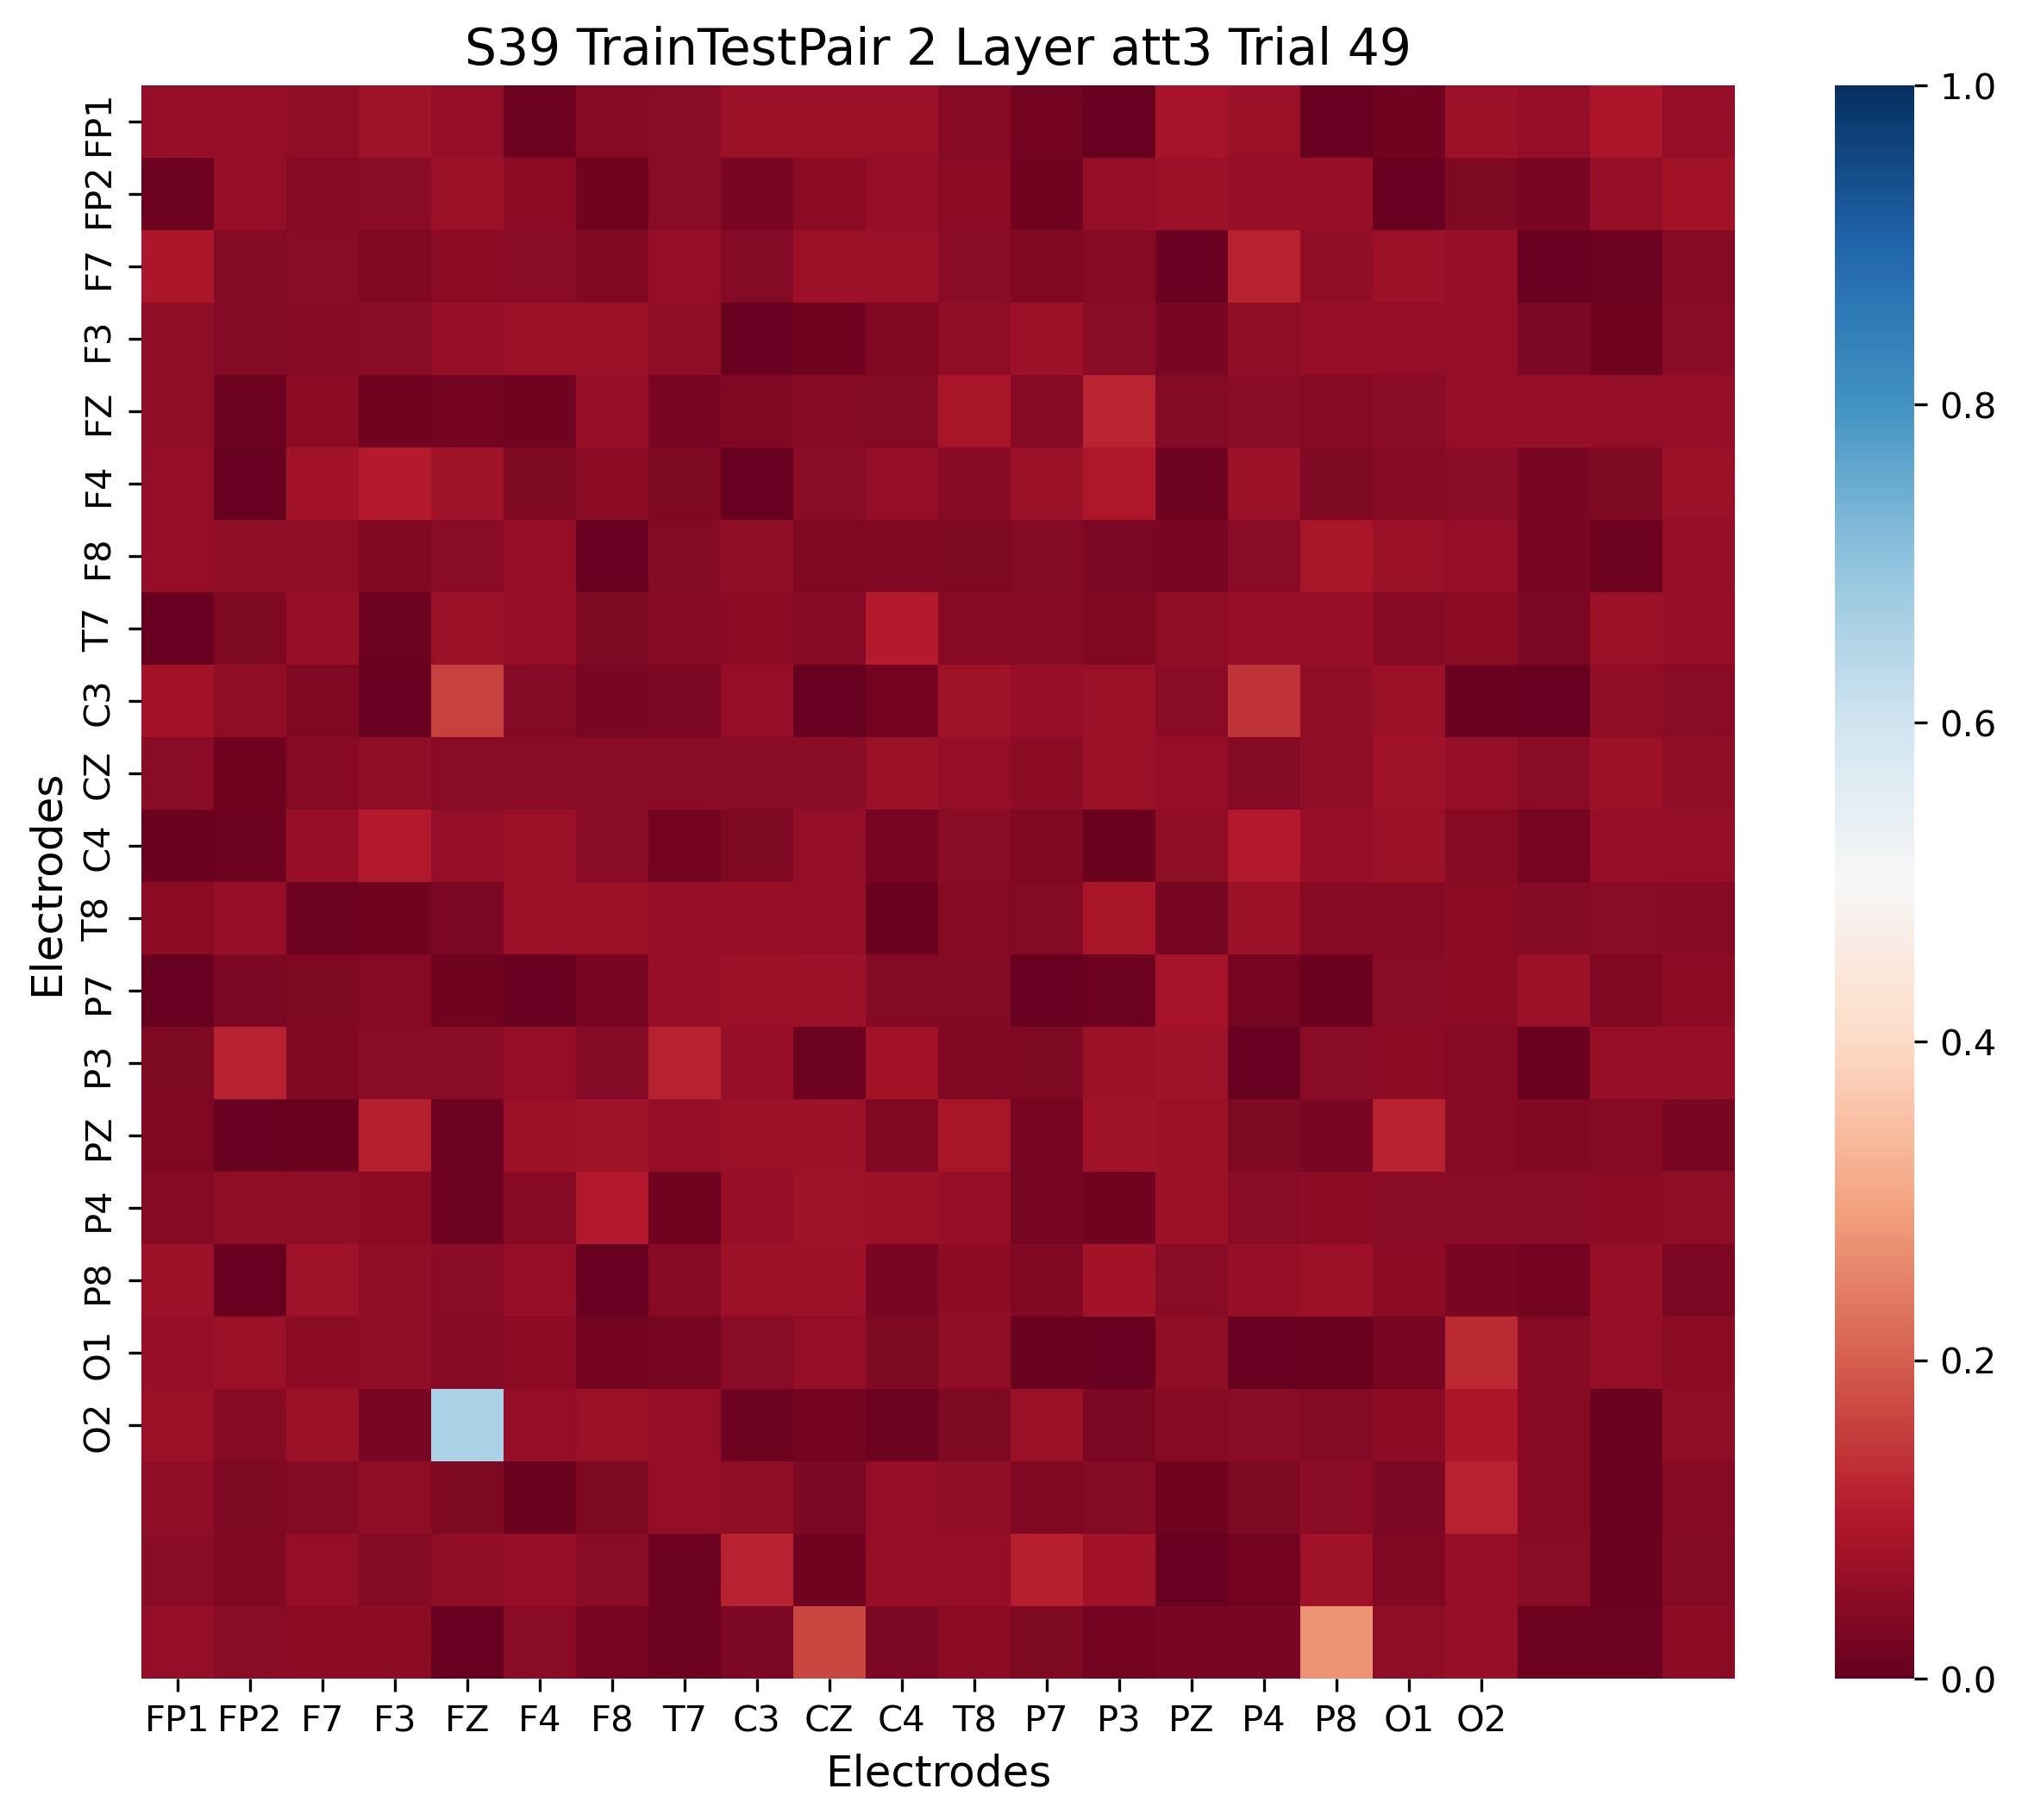 S39 TrainTestPair 2 Layer att3 Trial 49
Electrodes
FP1
FP2
F7
F3
FZ
F4
F8
T7
C3
CZ
C4
T8
P7
P3
PZ
P4
P8
O1
O2
FP1 FP2 F7 F3 FZ F4 F8 T7 C3 CZ C4 T8 P7 P3 PZ P4 P8 O1 O2
Electrodes
1.0
0.8
0.6
0.4
0.2
0.0